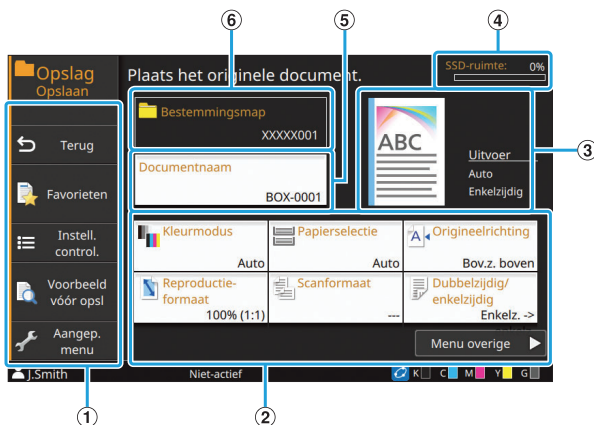 6
5
4
Opslag
Opslaan
Plaats het originele document.
SSD-ruimte: 0%
Bestemmingsmap
XXXXX001
Documentnaam
BOX-0001
ABC
Uitvoer
Auto
Enkelzijdig
3
Terug
Favorieten
Instell.
control.
Voorbeeld
vóór opsl
Aangep.
menu
Kleurmodus
Auto
Papierselectie
Auto
Origineelrichting
Bov.z. boven
Reproductie-
formaat
100% (1:1)
Scanformaat
---
Dubbelzijdig/
enkelzijdig
Enkelz. ->
Menu overige
J.Smith
Niet-actief
K C M Y G
1
2